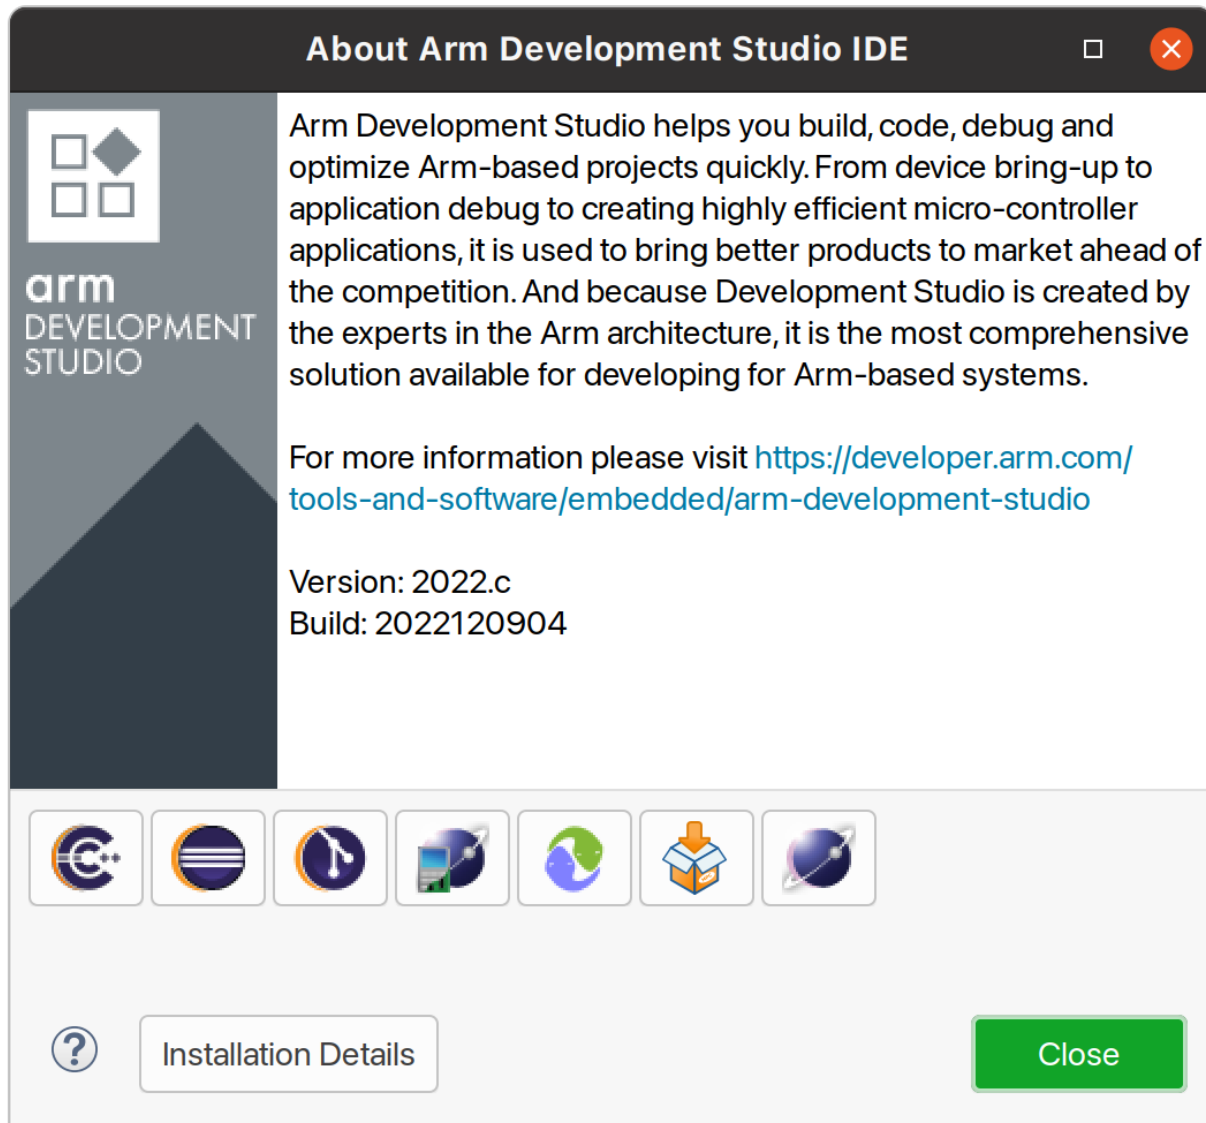 About Arm Development Studio IDE
arm
DEVELOPMENT
STUDIO
Arm Development Studio helps you build, code, debug and
optimize Arm-based projects quickly. From device bring-up to
application debug to creating highly efficient micro-controller
applications, it is used to bring better products to market ahead of
the competition. And because Development Studio is created by
the experts in the Arm architecture, it is the most comprehensive
solution available for developing for Arm-based systems.
For more information please visit https://developer.arm.com/
tools-and-software/embedded/arm-development-studio
Version: 2022.c
Build: 2022120904
C++
?
Installation Details
Close